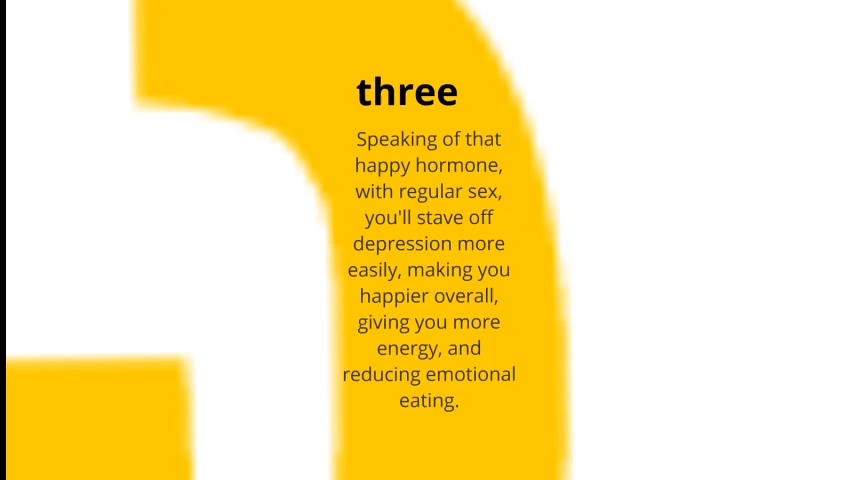 three
Speaking of that
happy hormone,
with regular sex,
you'll stave off
depression more
easily, making you
happier overall,
giving you more
energy, and
reducing emotional
eating.